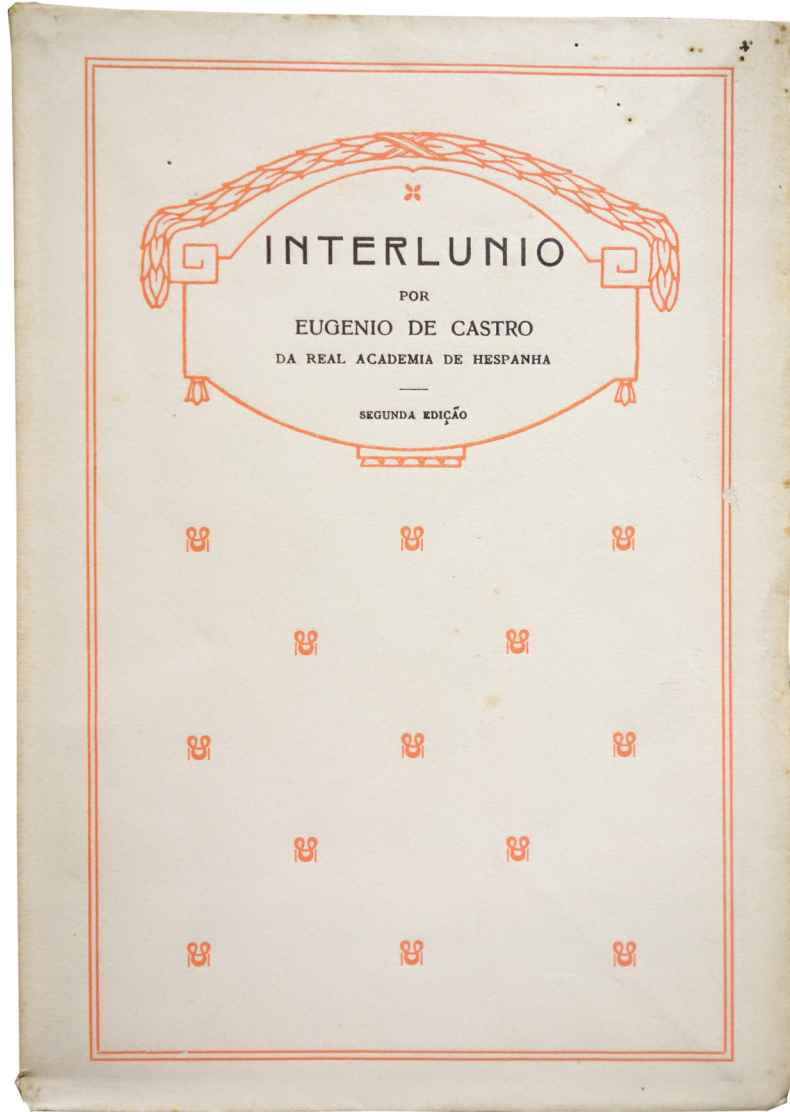 INTERLUNIO
POR
EUGENIO DE CASTRO
DA REAL ACADEMIA DE HESPANHA
SEGUNDA EDIÇÃO